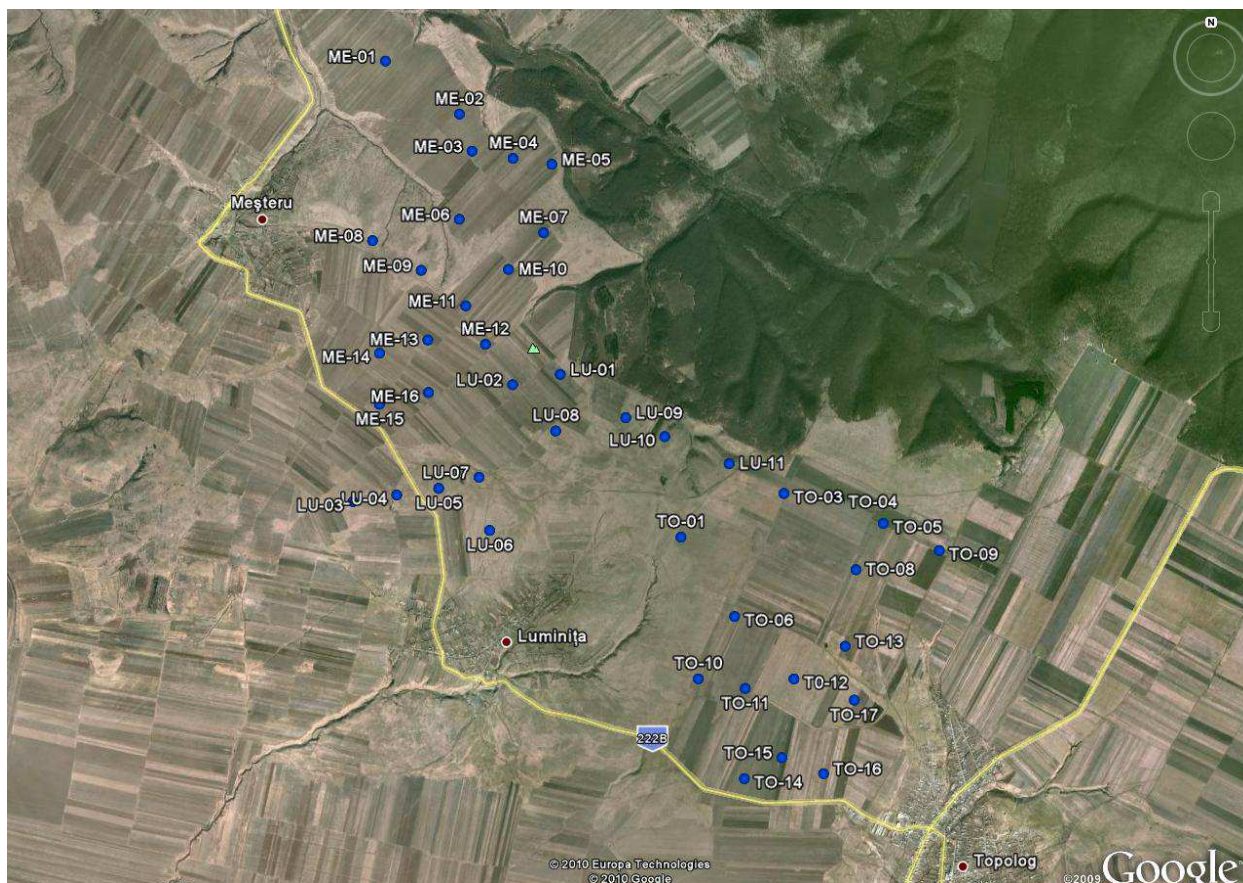 N
ME-01
ME-02
ME-03
ME-04
ME-05
Meșteru
ME-06
ME-07
ME-08
ME-09
ME-10
ME-11
ME-12
ME-13
ME-14
LU-01
LU-02
ME-16
ME-15
LU-09
LU-08
LU-10
LU-11
LU-07
LU-04
LU-03
LU-05
TO-03
TO-04
TO-05
LU-06
TO-01
TO-09
TO-08
TO-06
Luminița
TO-13
TO-10
T0-12
TO-11
TO-17
222B
TO-15
TO-16
TO-14
© 2010 Europa Technologies
© 2010 Google
Topolog
©2009 Google